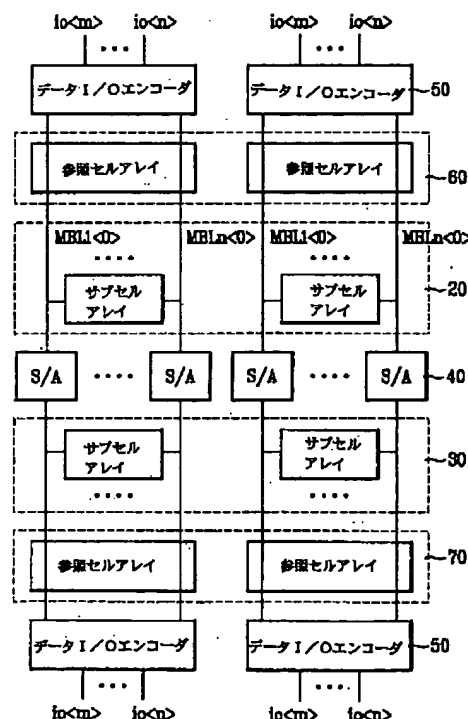 io<m> io<n> io<m> io<n>
データI/Oエンコーダ データI/Oエンコーダ 50
参照セルアレイ 参照セルアレイ 60
MBL1<0> MBLn<0> MBL1<0> MBLn<0>
サブセル アレイ サブセル アレイ 20
S/A S/A S/A S/A 40
サブセル アレイ サブセル アレイ 30
参照セルアレイ 参照セルアレイ 70
データI/Oエンコーダ データI/Oエンコーダ 50
io<m> io<n> io<m> io<n>